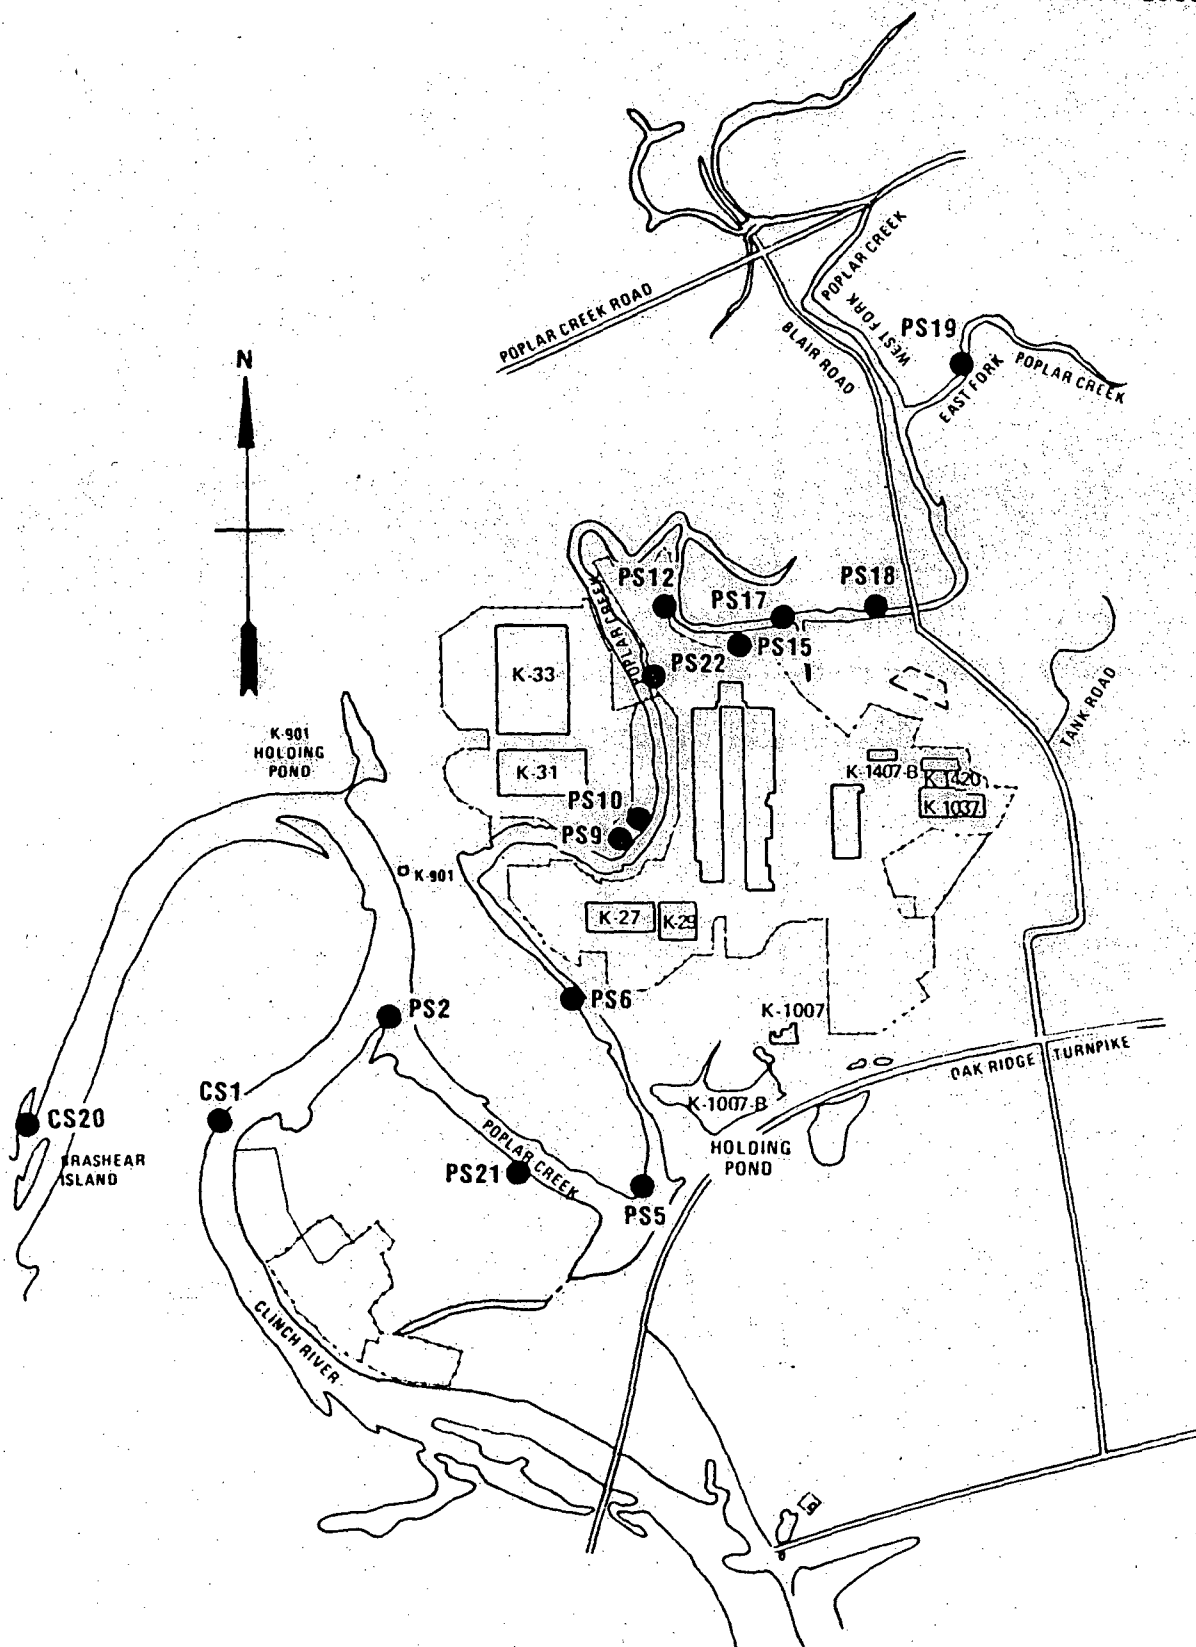 POPLAR CREEK
WEST FORK
POPLAR CREEK ROAD
BLAIR ROAD
PS19
EAST FORK
POPLAR CREEK
N
PS12
PS17
PS18
POPLAR CREEK
PS15
PS22
K-33
TANK ROAD
K-901
HOLDING
POND
K-31
K-1407-B
K-1420
K-1037
PS10
PS9
K-901
K-27
K-29
PS2
PS6
K-1007
OAK RIDGE TURNPIKE
CS1
CS20
K-1007-B
HOLDING
POND
POPLAR CREEK
BRASHEAR
ISLAND
PS21
PS5
CLINCH RIVER